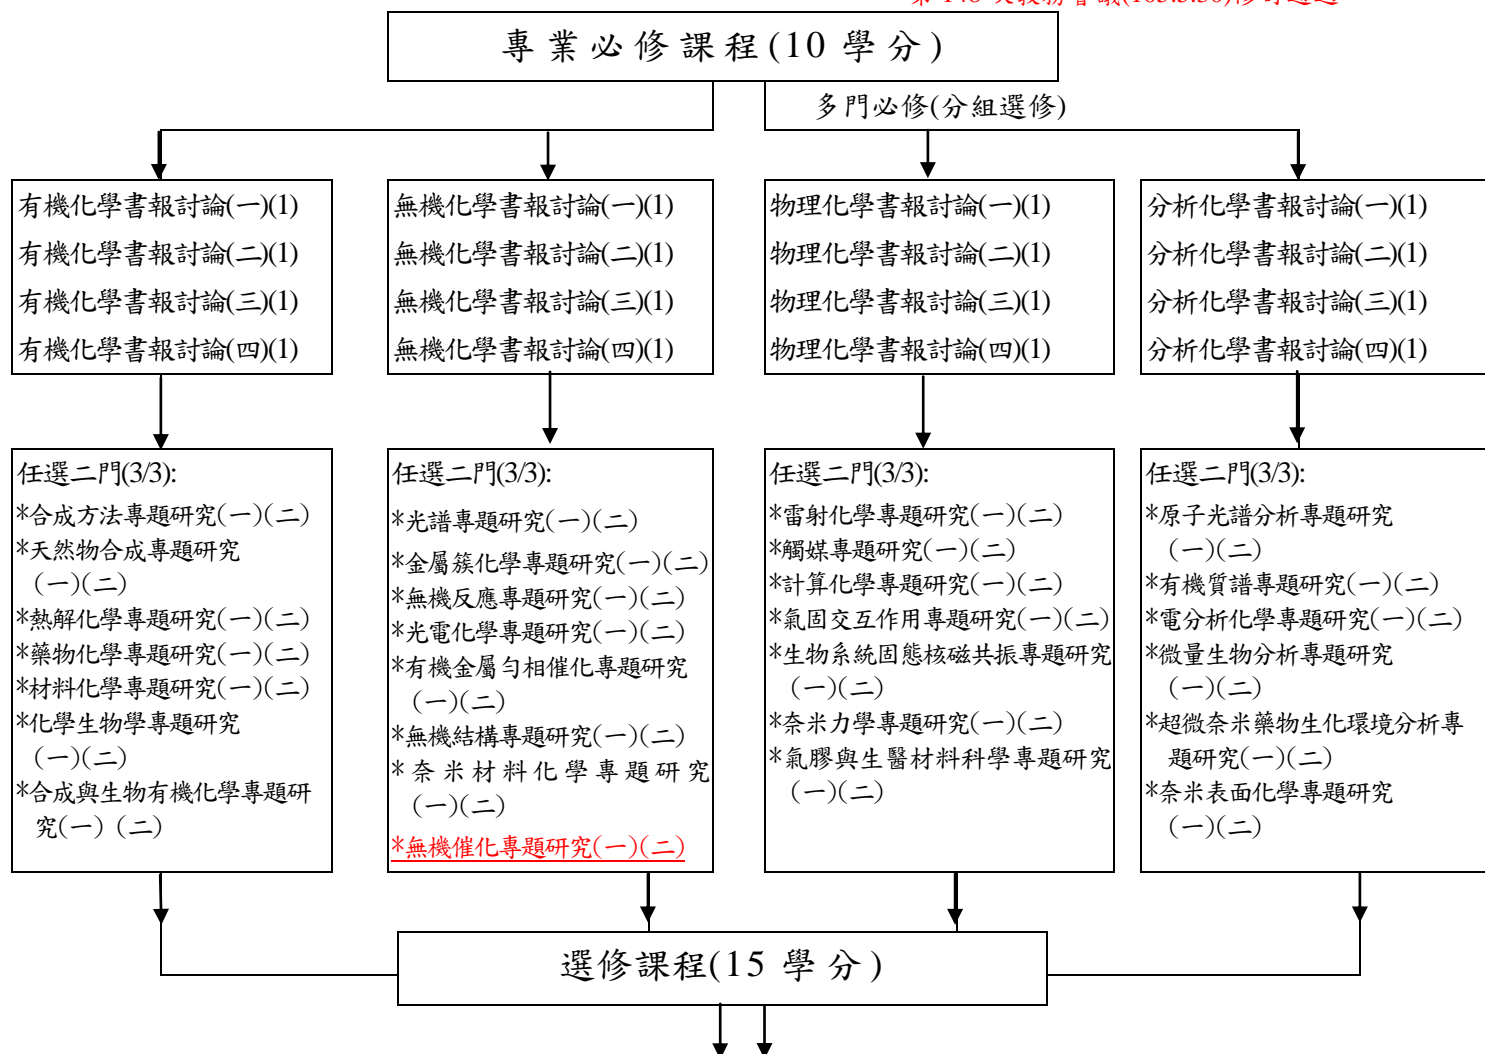 專業必修課程(10 學分)
多門必修(分組選修)
有機化學書報討論(一)(1)
有機化學書報討論(二)(1)
有機化學書報討論(三)(1)
有機化學書報討論(四)(1)
無機化學書報討論(一)(1)
無機化學書報討論(二)(1)
無機化學書報討論(三)(1)
無機化學書報討論(四)(1)
物理化學書報討論(一)(1)
物理化學書報討論(二)(1)
物理化學書報討論(三)(1)
物理化學書報討論(四)(1)
分析化學書報討論(一)(1)
分析化學書報討論(二)(1)
分析化學書報討論(三)(1)
分析化學書報討論(四)(1)
任選二門(3/3):
*合成方法專題研究(一)(二)
*天然物合成專題研究
(一)(二)
*熱解化學專題研究(一)(二)
*藥物化學專題研究(一)(二)
*材料化學專題研究(一)(二)
*化學生物學專題研究
(一)(二)
*合成與生物有機化學專題研
究(一) (二)
任選二門(3/3):
*光譜專題研究(一)(二)
*金屬簇化學專題研究(一)(二)
*無機反應專題研究(一)(二)
*光電化學專題研究(一)(二)
*有機金屬勻相催化專題研究
(一)(二)
*無機結構專題研究(一)(二)
*奈米材料化學專題研究
(一)(二)
*無機催化專題研究(一)(二)
任選二門(3/3):
*雷射化學專題研究(一)(二)
*觸媒專題研究(一)(二)
*計算化學專題研究(一)(二)
*氣固交互作用專題研究(一)(二)
*生物系統固態核磁共振專題研究
(一)(二)
*奈米力學專題研究(一)(二)
*氣膠與生醫材料科學專題研究
(一)(二)
任選二門(3/3):
*原子光譜分析專題研究
(一)(二)
*有機質譜專題研究(一)(二)
*電分析化學專題研究(一)(二)
*微量生物分析專題研究
(一)(二)
*超微奈米藥物生化環境分析專
題研究(一)(二)
*奈米表面化學專題研究
(一)(二)
選修課程(15 學分)